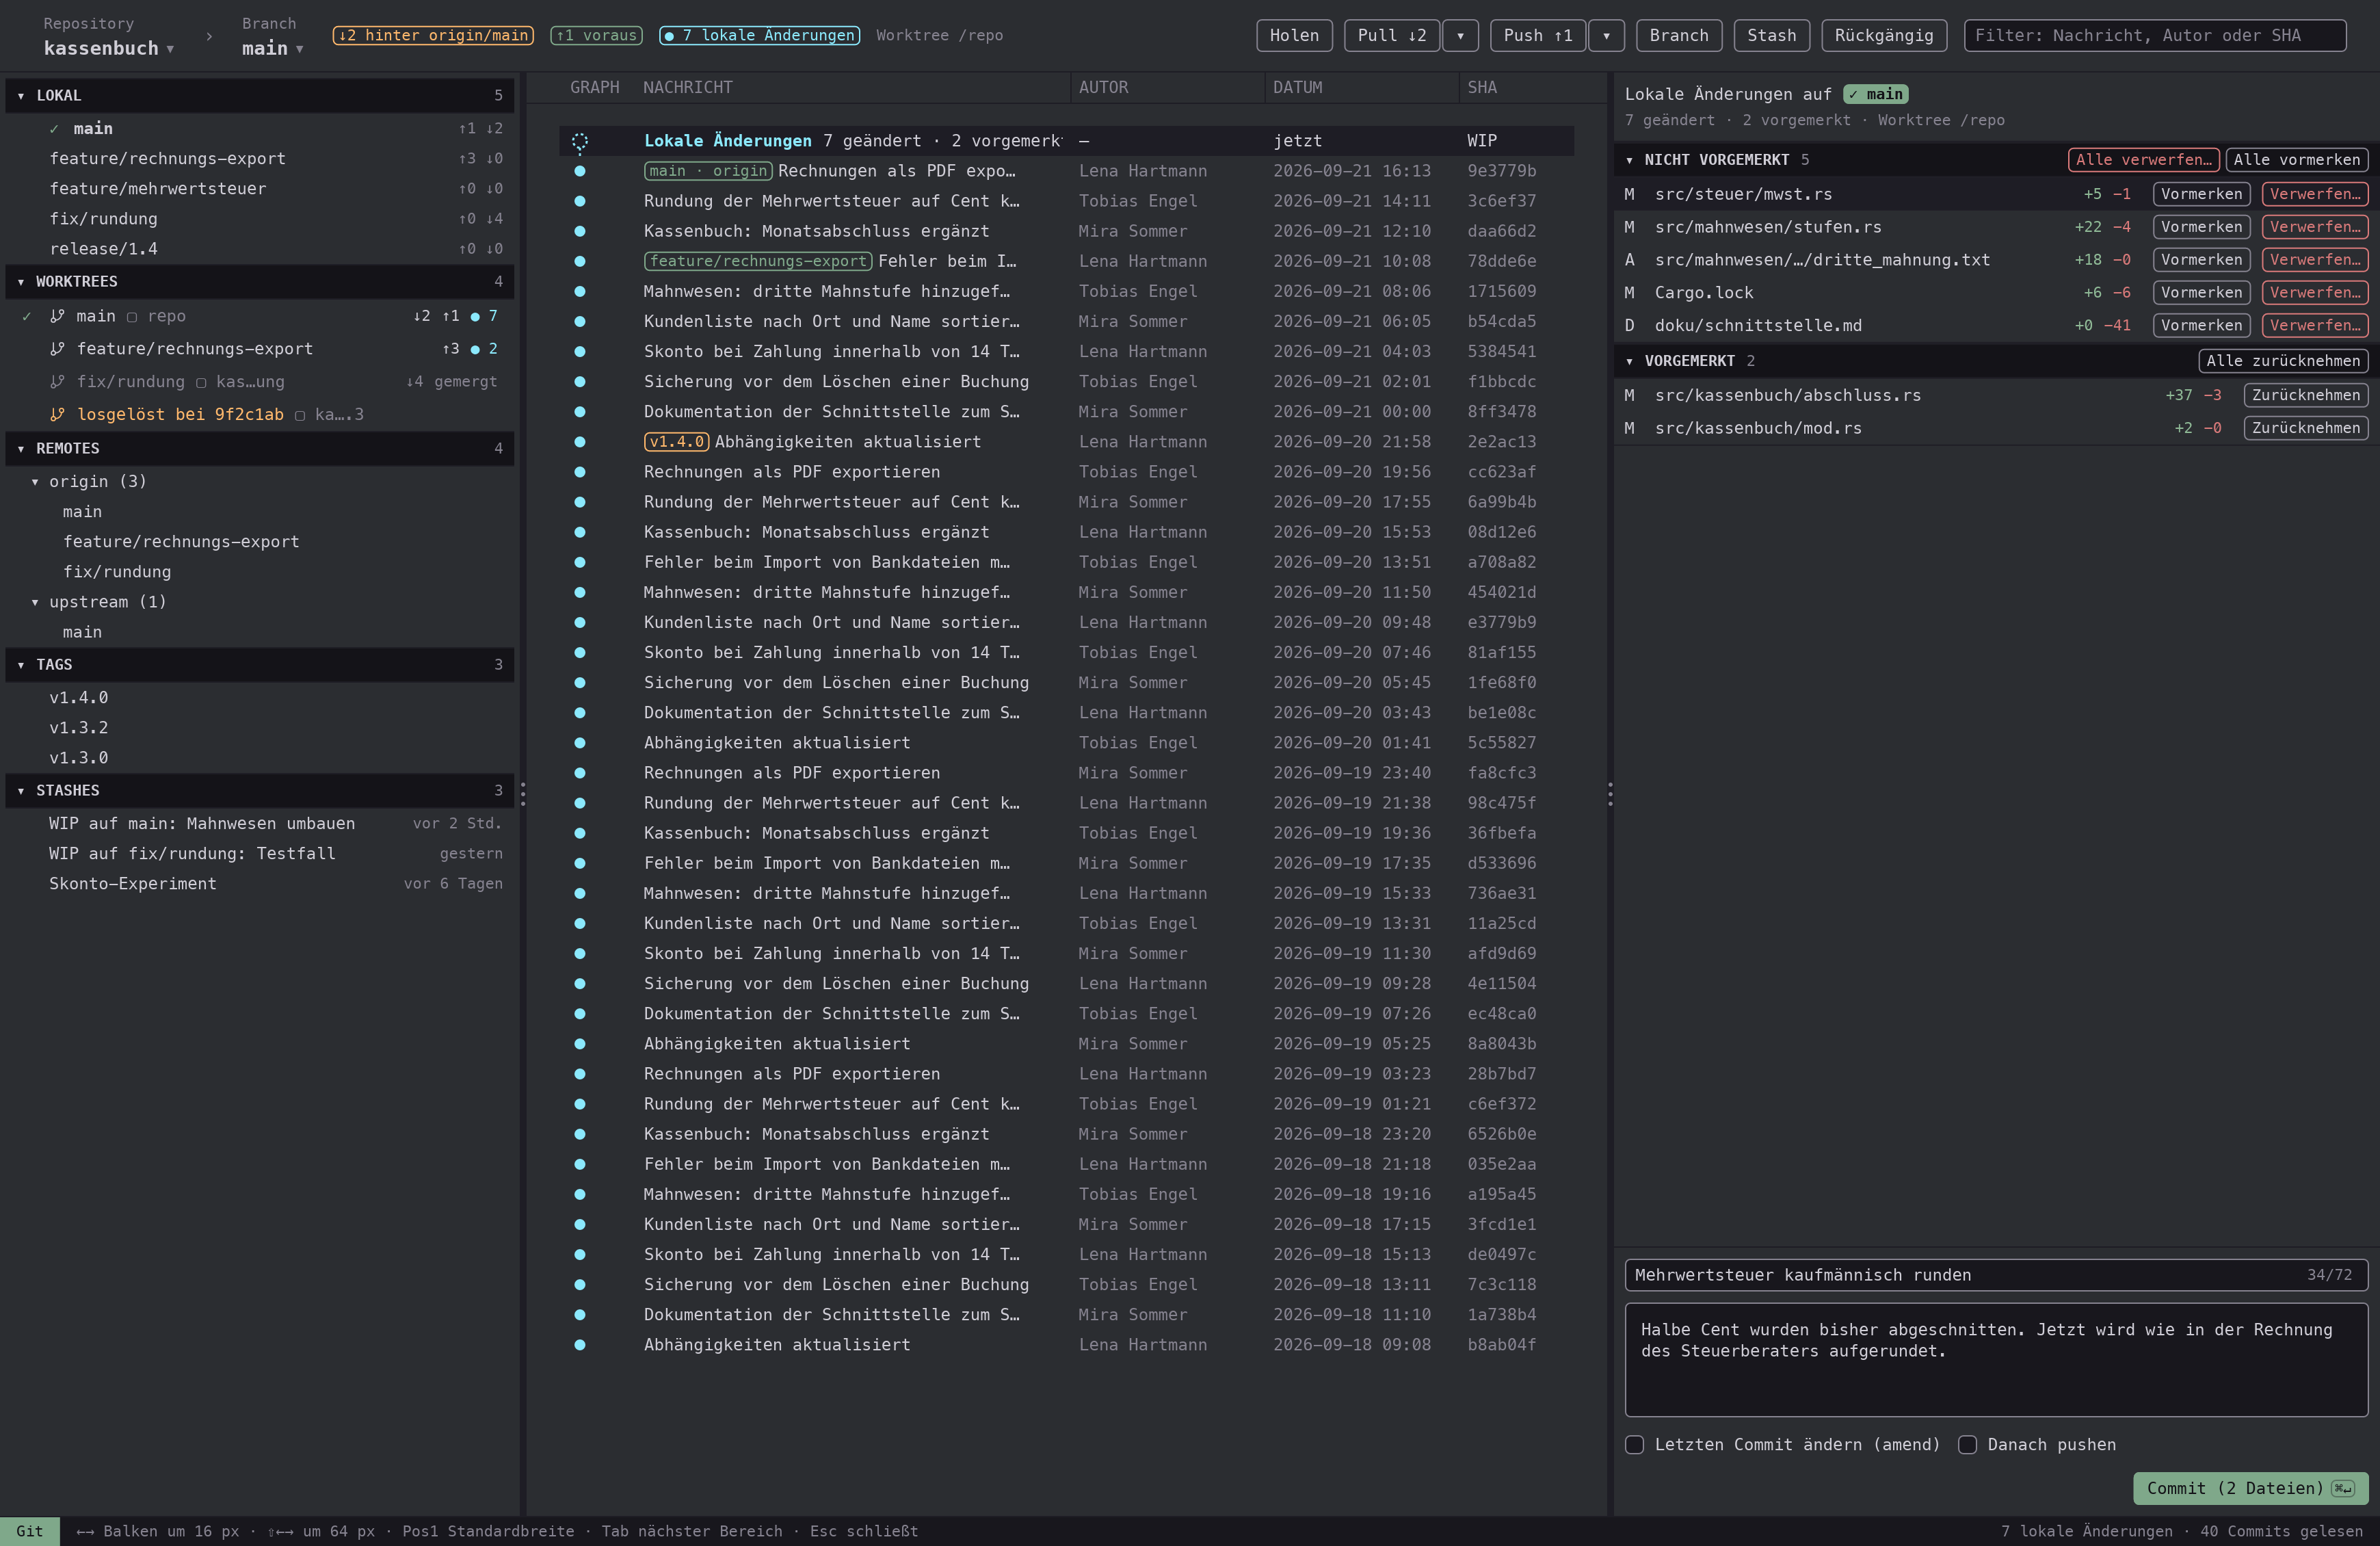 Repository
kassenbuch ▾
›
Branch
main ▾
↓2 hinter origin/main ↑1 voraus ● 7 lokale Änderungen Worktree /repo
Holen Pull ↓2 ▾ Push ↑1 ▾ Branch Stash Rückgängig Filter: Nachricht, Autor oder SHA
▾ LOKAL 5
✓ main ↑1 ↓2
feature/rechnungs-export ↑3 ↓0
feature/mehrwertsteuer ↑0 ↓0
fix/rundung ↑0 ↓4
release/1.4 ↑0 ↓0
▾ WORKTREES 4
✓ main ▢ repo ↓2 ↑1 ● 7
feature/rechnungs-export ↑3 ● 2
fix/rundung ▢ kas…ung ↓4 gemergt
losgelöst bei 9f2c1ab ▢ ka….3
▾ REMOTES 4
▾ origin (3)
main
feature/rechnungs-export
fix/rundung
▾ upstream (1)
main
▾ TAGS 3
v1.4.0
v1.3.2
v1.3.0
▾ STASHES 3
WIP auf main: Mahnwesen umbauen vor 2 Std.
WIP auf fix/rundung: Testfall gestern
Skonto-Experiment vor 6 Tagen
GRAPH NACHRICHT AUTOR DATUM SHA
Lokale Änderungen 7 geändert · 2 vorgemerkt — jetzt WIP
main · origin Rechnungen als PDF expo… Lena Hartmann 2026-09-21 16:13 9e3779b
Rundung der Mehrwertsteuer auf Cent k… Tobias Engel 2026-09-21 14:11 3c6ef37
Kassenbuch: Monatsabschluss ergänzt Mira Sommer 2026-09-21 12:10 daa66d2
feature/rechnungs-export Fehler beim I… Lena Hartmann 2026-09-21 10:08 78dde6e
Mahnwesen: dritte Mahnstufe hinzugef… Tobias Engel 2026-09-21 08:06 1715609
Kundenliste nach Ort und Name sortier… Mira Sommer 2026-09-21 06:05 b54cda5
Skonto bei Zahlung innerhalb von 14 T… Lena Hartmann 2026-09-21 04:03 5384541
Sicherung vor dem Löschen einer Buchung Tobias Engel 2026-09-21 02:01 f1bbcdc
Dokumentation der Schnittstelle zum S… Mira Sommer 2026-09-21 00:00 8ff3478
v1.4.0 Abhängigkeiten aktualisiert Lena Hartmann 2026-09-20 21:58 2e2ac13
Rechnungen als PDF exportieren Tobias Engel 2026-09-20 19:56 cc623af
Rundung der Mehrwertsteuer auf Cent k… Mira Sommer 2026-09-20 17:55 6a99b4b
Kassenbuch: Monatsabschluss ergänzt Lena Hartmann 2026-09-20 15:53 08d12e6
Fehler beim Import von Bankdateien m… Tobias Engel 2026-09-20 13:51 a708a82
Mahnwesen: dritte Mahnstufe hinzugef… Mira Sommer 2026-09-20 11:50 454021d
Kundenliste nach Ort und Name sortier… Lena Hartmann 2026-09-20 09:48 e3779b9
Skonto bei Zahlung innerhalb von 14 T… Tobias Engel 2026-09-20 07:46 81af155
Sicherung vor dem Löschen einer Buchung Mira Sommer 2026-09-20 05:45 1fe68f0
Dokumentation der Schnittstelle zum S… Lena Hartmann 2026-09-20 03:43 be1e08c
Abhängigkeiten aktualisiert Tobias Engel 2026-09-20 01:41 5c55827
Rechnungen als PDF exportieren Mira Sommer 2026-09-19 23:40 fa8cfc3
Rundung der Mehrwertsteuer auf Cent k… Lena Hartmann 2026-09-19 21:38 98c475f
Kassenbuch: Monatsabschluss ergänzt Tobias Engel 2026-09-19 19:36 36fbefa
Fehler beim Import von Bankdateien m… Mira Sommer 2026-09-19 17:35 d533696
Mahnwesen: dritte Mahnstufe hinzugef… Lena Hartmann 2026-09-19 15:33 736ae31
Kundenliste nach Ort und Name sortier… Tobias Engel 2026-09-19 13:31 11a25cd
Skonto bei Zahlung innerhalb von 14 T… Mira Sommer 2026-09-19 11:30 afd9d69
Sicherung vor dem Löschen einer Buchung Lena Hartmann 2026-09-19 09:28 4e11504
Dokumentation der Schnittstelle zum S… Tobias Engel 2026-09-19 07:26 ec48ca0
Abhängigkeiten aktualisiert Mira Sommer 2026-09-19 05:25 8a8043b
Rechnungen als PDF exportieren Lena Hartmann 2026-09-19 03:23 28b7bd7
Rundung der Mehrwertsteuer auf Cent k… Tobias Engel 2026-09-19 01:21 c6ef372
Kassenbuch: Monatsabschluss ergänzt Mira Sommer 2026-09-18 23:20 6526b0e
Fehler beim Import von Bankdateien m… Lena Hartmann 2026-09-18 21:18 035e2aa
Mahnwesen: dritte Mahnstufe hinzugef… Tobias Engel 2026-09-18 19:16 a195a45
Kundenliste nach Ort und Name sortier… Mira Sommer 2026-09-18 17:15 3fcd1e1
Skonto bei Zahlung innerhalb von 14 T… Lena Hartmann 2026-09-18 15:13 de0497c
Sicherung vor dem Löschen einer Buchung Tobias Engel 2026-09-18 13:11 7c3c118
Dokumentation der Schnittstelle zum S… Mira Sommer 2026-09-18 11:10 1a738b4
Abhängigkeiten aktualisiert Lena Hartmann 2026-09-18 09:08 b8ab04f
Lokale Änderungen auf ✓ main
7 geändert · 2 vorgemerkt · Worktree /repo
▾ NICHT VORGEMERKT 5 Alle verwerfen… Alle vormerken
M src/steuer/mwst.rs +5 −1 Vormerken Verwerfen…
M src/mahnwesen/stufen.rs +22 −4 Vormerken Verwerfen…
A src/mahnwesen/…/dritte_mahnung.txt +18 −0 Vormerken Verwerfen…
M Cargo.lock +6 −6 Vormerken Verwerfen…
D doku/schnittstelle.md +0 −41 Vormerken Verwerfen…
▾ VORGEMERKT 2 Alle zurücknehmen
M src/kassenbuch/abschluss.rs +37 −3 Zurücknehmen
M src/kassenbuch/mod.rs +2 −0 Zurücknehmen
Mehrwertsteuer kaufmännisch runden 34/72
Halbe Cent wurden bisher abgeschnitten. Jetzt wird wie in der Rechnung
des Steuerberaters aufgerundet.
Letzten Commit ändern (amend) Danach pushen
Commit (2 Dateien) ⌘↵
Git ←→ Balken um 16 px · ⇧←→ um 64 px · Pos1 Standardbreite · Tab nächster Bereich · Esc schließt
7 lokale Änderungen · 40 Commits gelesen